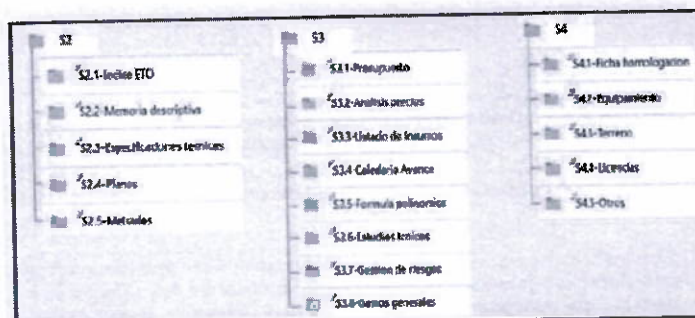 S2
S2.1-Indice ETO
S2.2-Memoria descriptiva
S2.3-Especificaciones tecnicas
S2.4-Planos
S2.5-Metrados
S3
S3.1-Presupuesto
S3.2-Analisis precios
S3.3-Listado de insumos
S3.4 Caledario Avance
S3.5-Formula polinomica
S3.6-Estudios tcnicos
S3.7-Gestion de riesgos
S3.8-Gastos generales
S4
S4.1-Ficha homologacion
S4.2-Equipamiento
S4.3-Terreno
S4.4-Licencias
S4.5-Otros